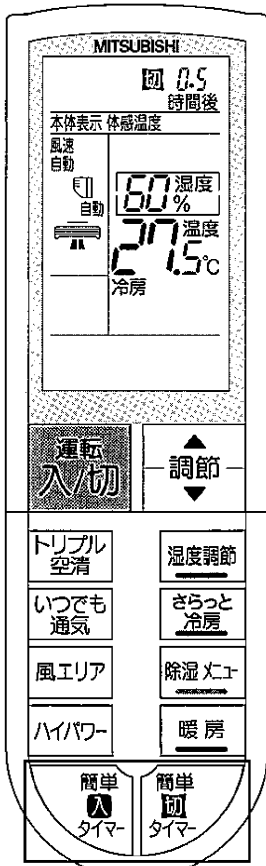 MITSUBISHI
切 0.5
時間後
本体表示 体感温度
風速
自動
自動
60 湿度
%
27.5 温度
℃
冷房
運転
入/切
調節
トリプル
空清
湿度調節
いつでも
通気
さらっと
冷房
風エリア
除湿 メニュー
ハイパワー
暖房
簡単
入
タイマー
簡単
切
タイマー